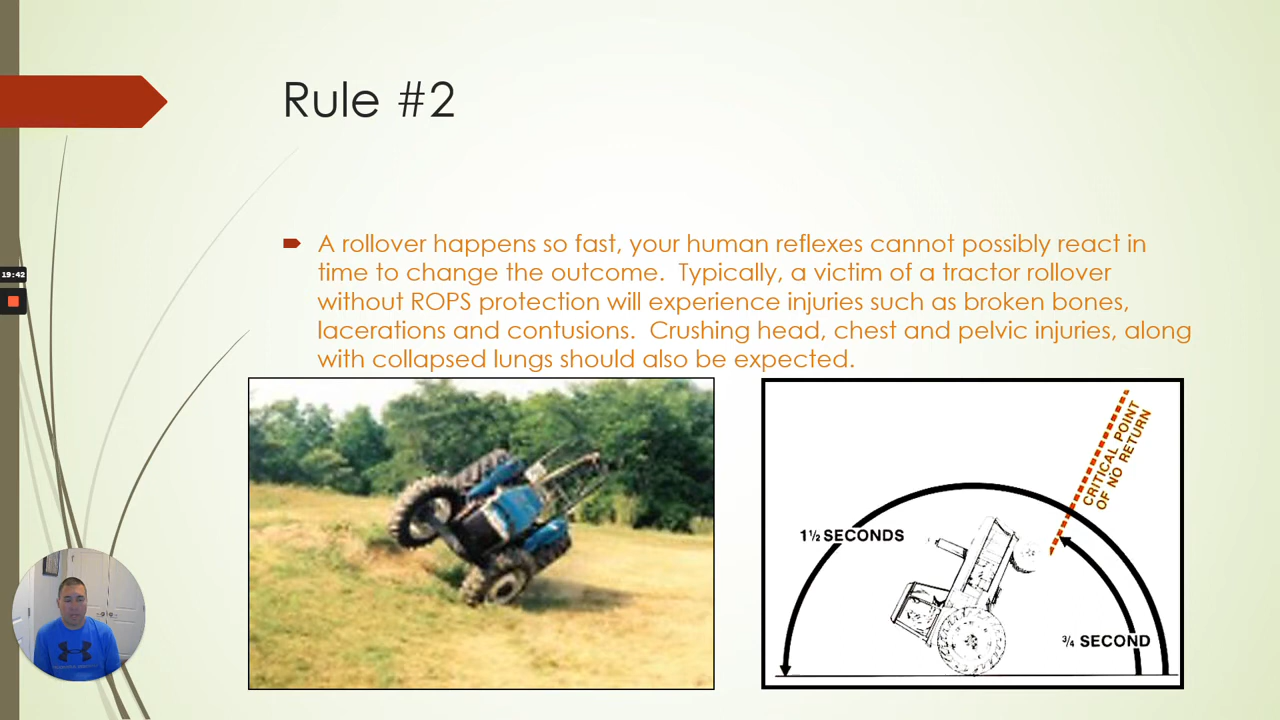 Rule #2
A rollover happens so fast, your human reflexes cannot possibly react in
time to change the outcome.  Typically, a victim of a tractor rollover
without ROPS protection will experience injuries such as broken bones,
lacerations and contusions.  Crushing head, chest and pelvic injuries, along
with collapsed lungs should also be expected.
19:42
CRITICAL POINT
OF NO RETURN
1½ SECONDS
¾ SECOND